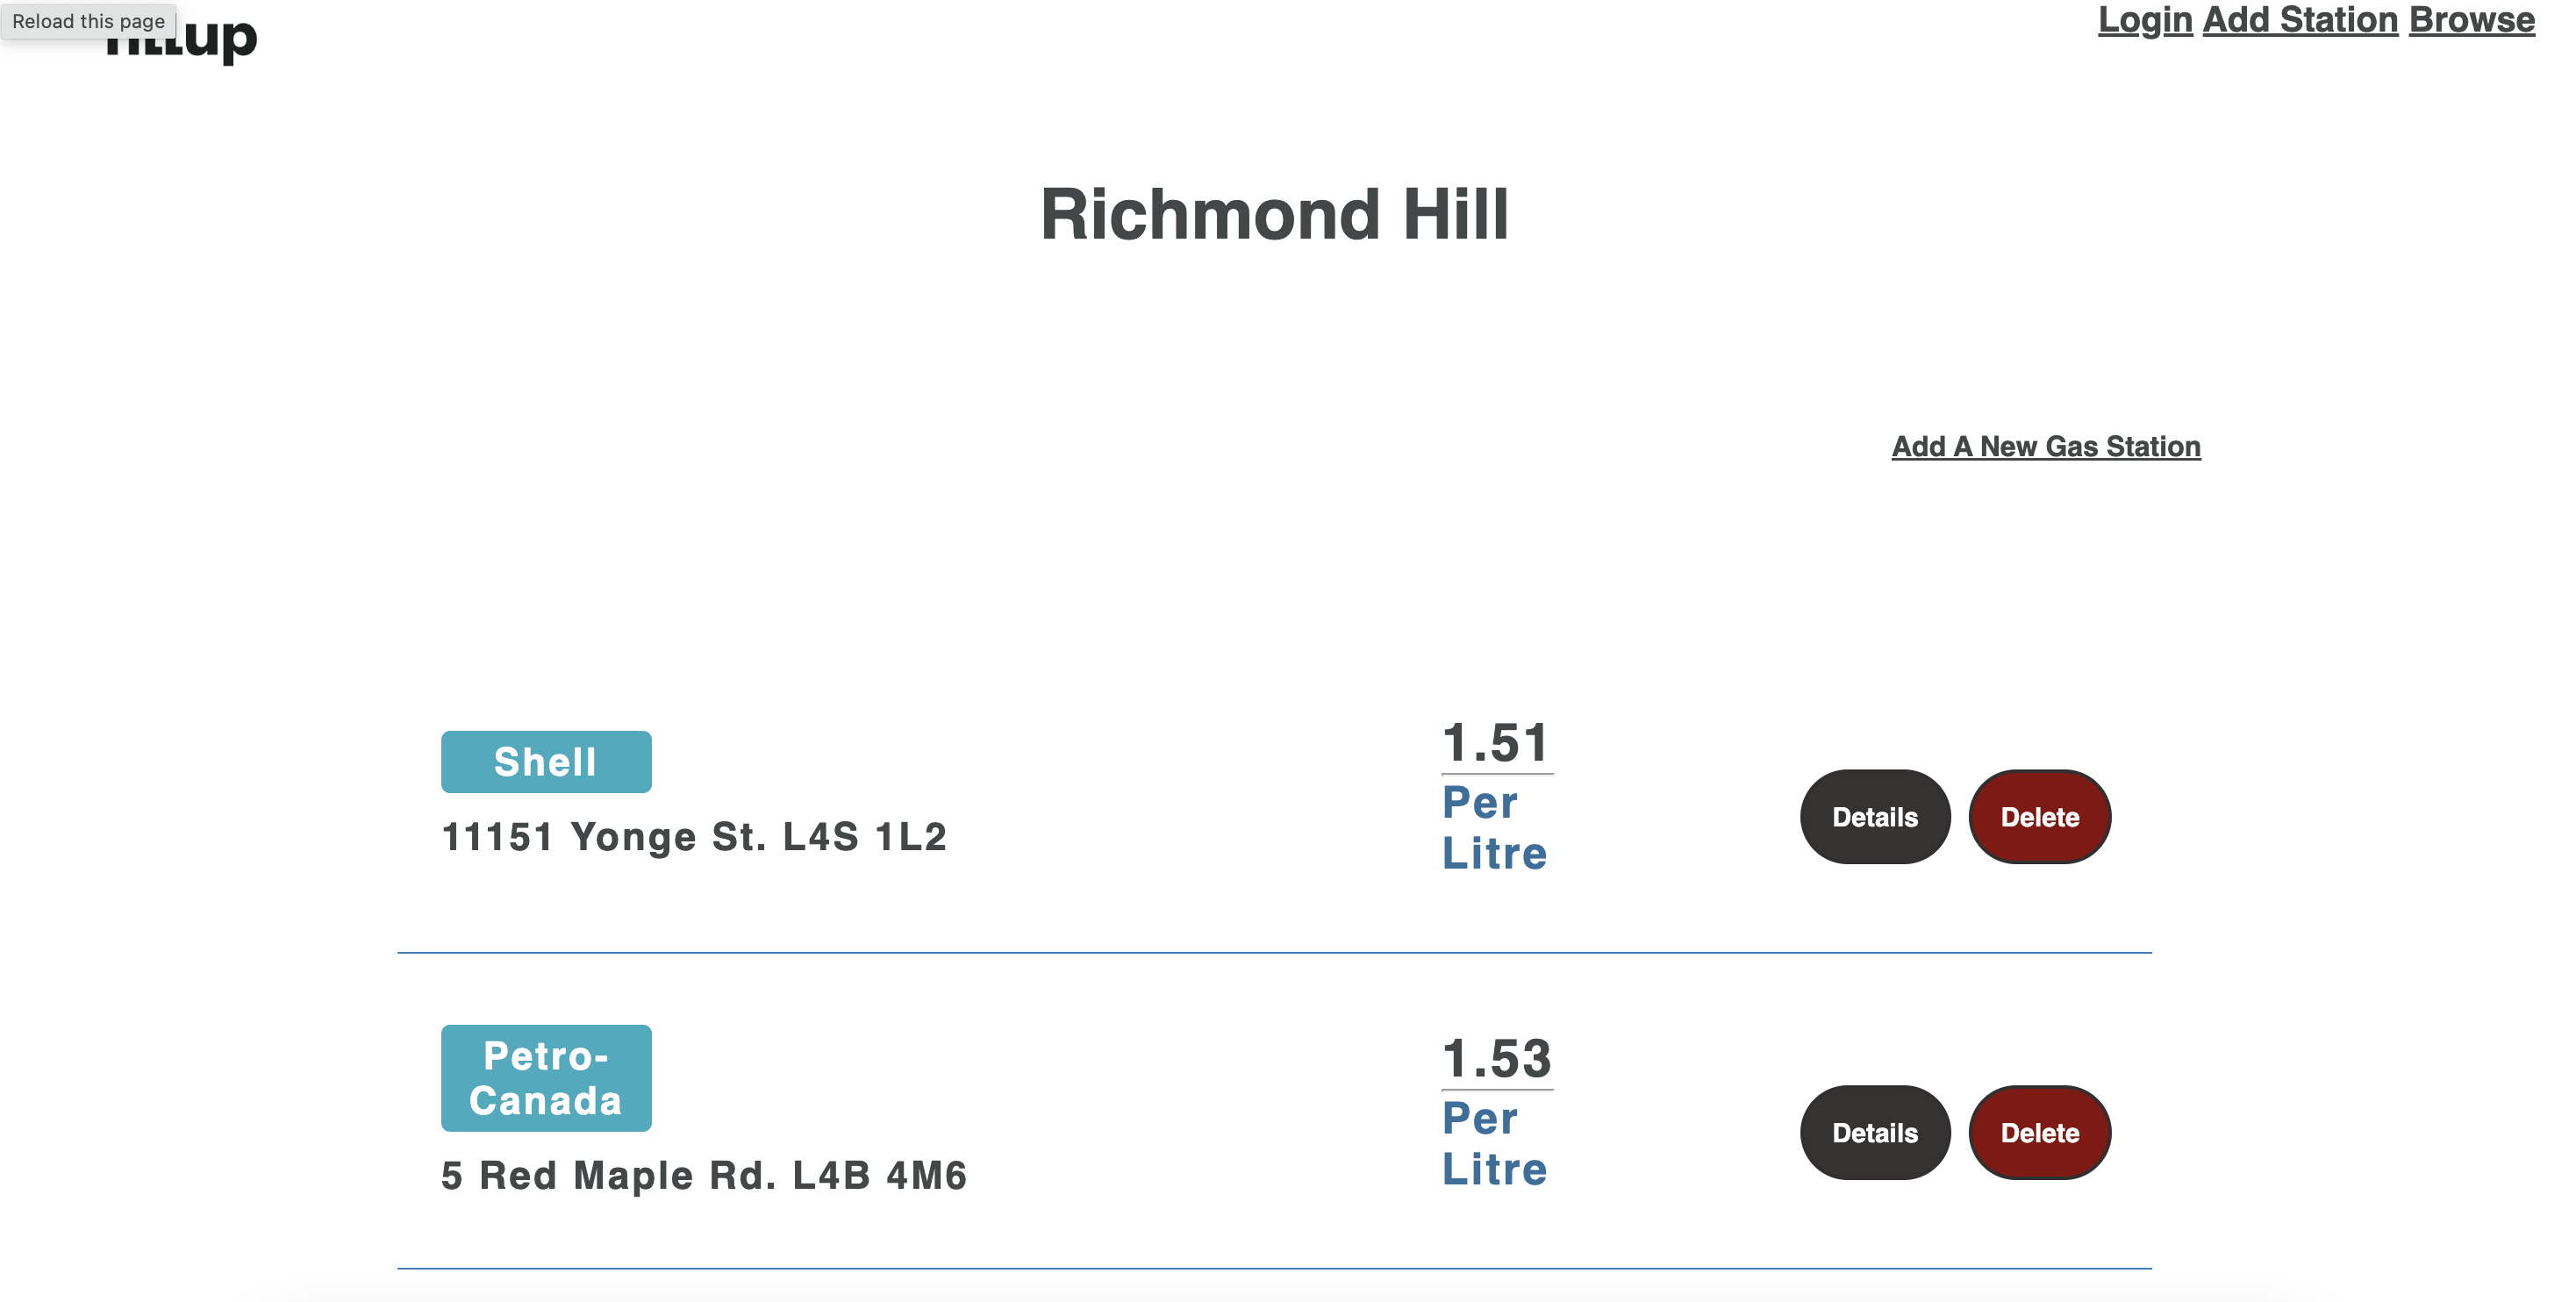 Reload this page
Login Add Station Browse
Richmond Hill
Add A New Gas Station
Shell
11151 Yonge St. L4S 1L2
1.51
Per
Litre
Details Delete
Petro-
Canada
5 Red Maple Rd. L4B 4M6
1.53
Per
Litre
Details Delete